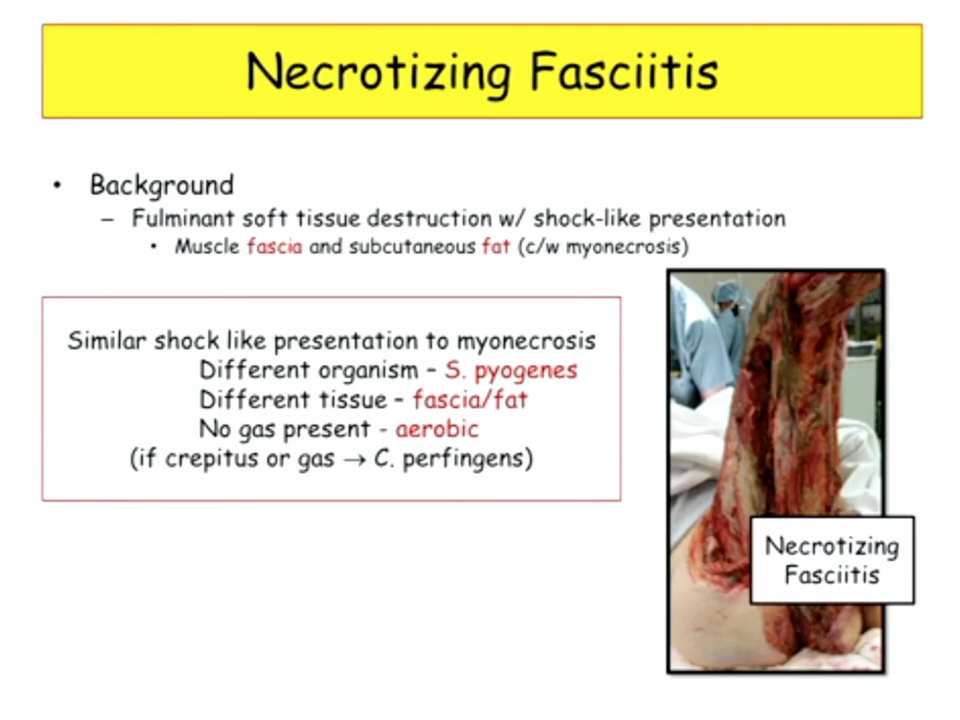 Necrotizing Fasciitis
• Background
– Fulminant soft tissue destruction w/ shock-like presentation
• Muscle fascia and subcutaneous fat (c/w myonecrosis)
Similar shock like presentation to myonecrosis
Different organism – S. pyogenes
Different tissue – fascia/fat
No gas present - aerobic
(if crepitus or gas → C. perfingens)
Necrotizing
Fasciitis